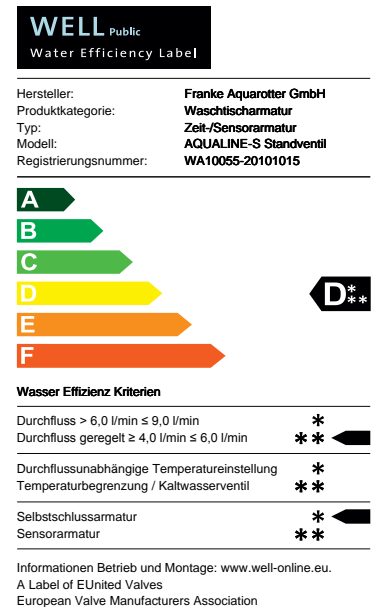 WELL Public
Water Efficiency Label
Hersteller: Franke Aquarotter GmbH
Produktkategorie: Waschtischarmatur
Typ: Zeit-/Sensorarmatur
Modell: AQUALINE-S Standventil
Registrierungsnummer: WA10055-20101015
A
B
C
D
D***
E
F
Wasser Effizienz Kriterien
Durchfluss > 6,0 l/min ≤ 9,0 l/min *
Durchfluss geregelt ≥ 4,0 l/min ≤ 6,0 l/min **
Durchflussunabhängige Temperatureinstellung *
Temperaturbegrenzung / Kaltwasserventil **
Selbstschlussarmatur *
Sensorarmatur **
Informationen Betrieb und Montage: www.well-online.eu.
A Label of EUnited Valves
European Valve Manufacturers Association